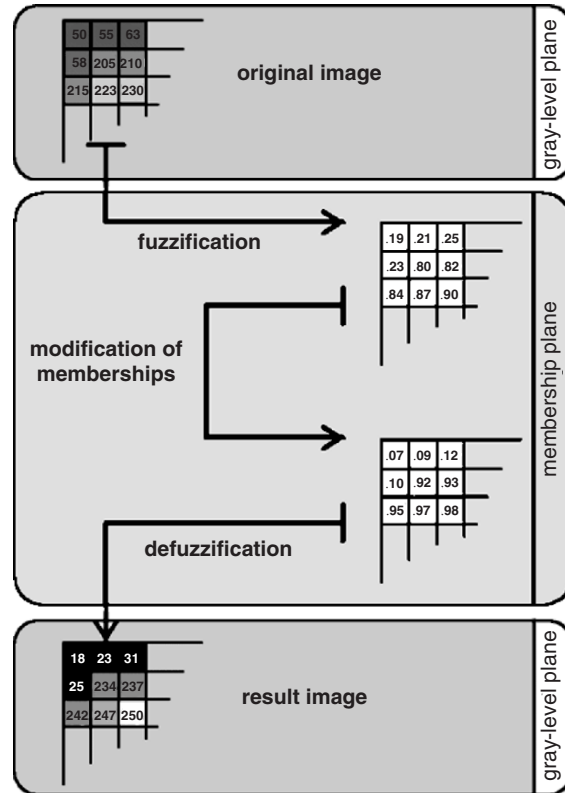 50 55 63
58 205 210
215 223 230
original image
gray-level plane
fuzzification
.19 .21 .25
.23 .80 .82
.84 .87 .90
modification of
memberships
membership plane
.07 .09 .12
.10 .92 .93
.95 .97 .98
defuzzification
18 23 31
25 234 237
242 247 250
result image
gray-level plane